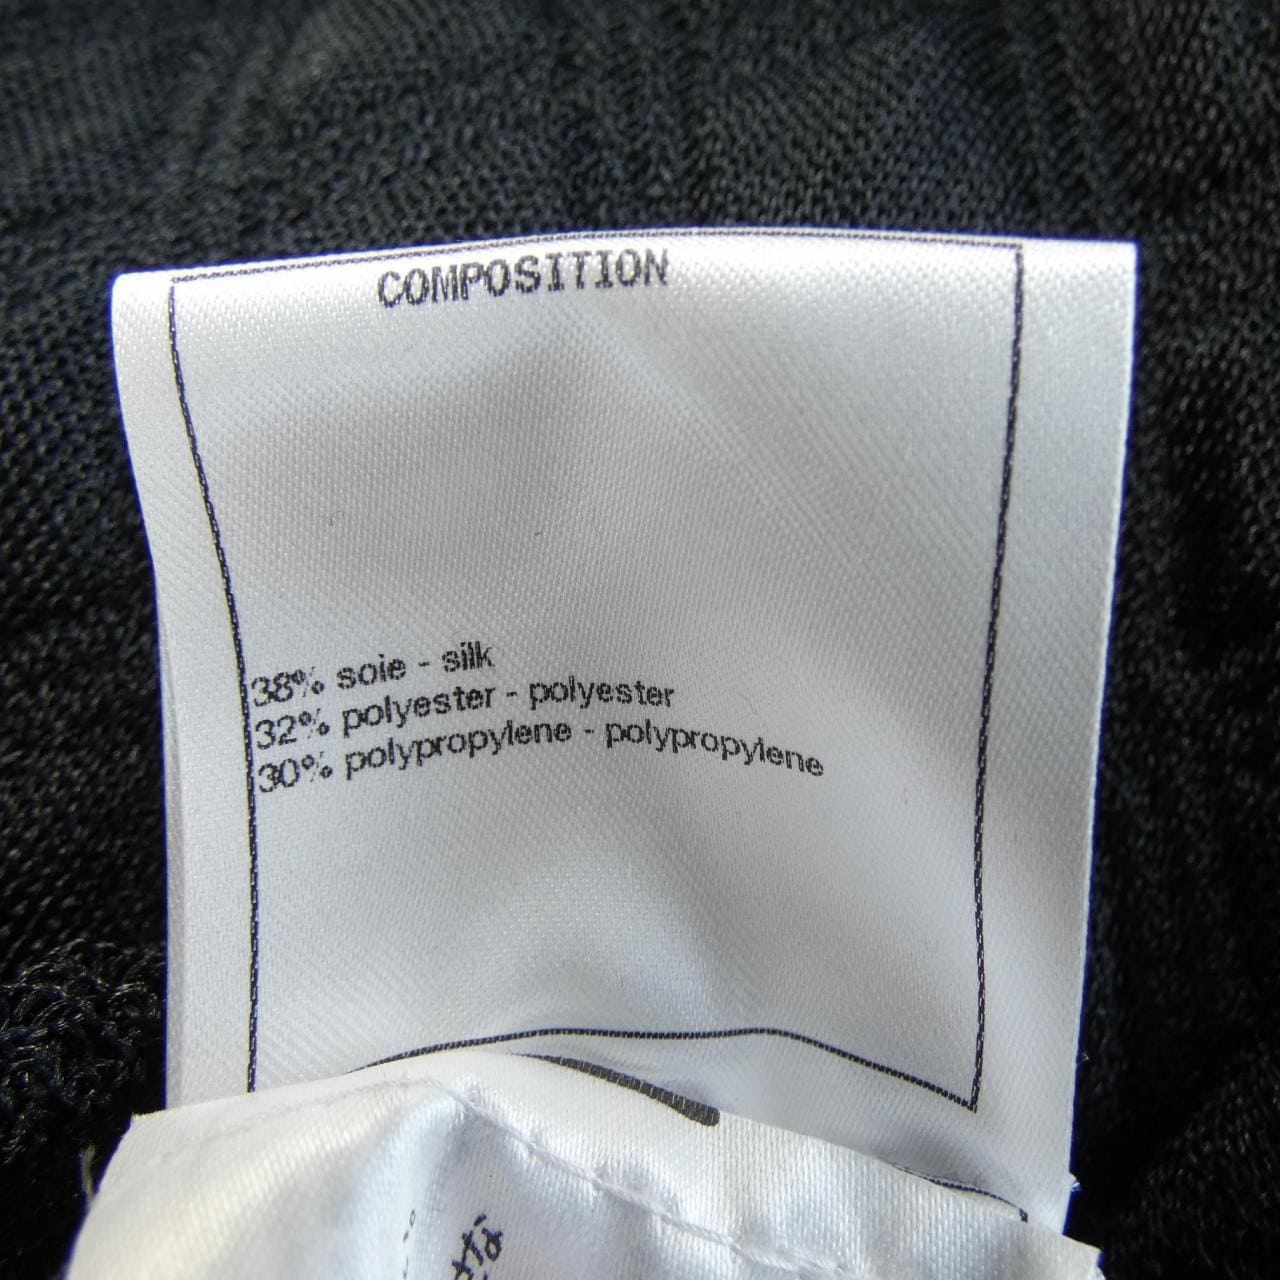 COMPOSITION
38% soie - silk
32% polyester - polyester
30% polypropylene - polypropylene